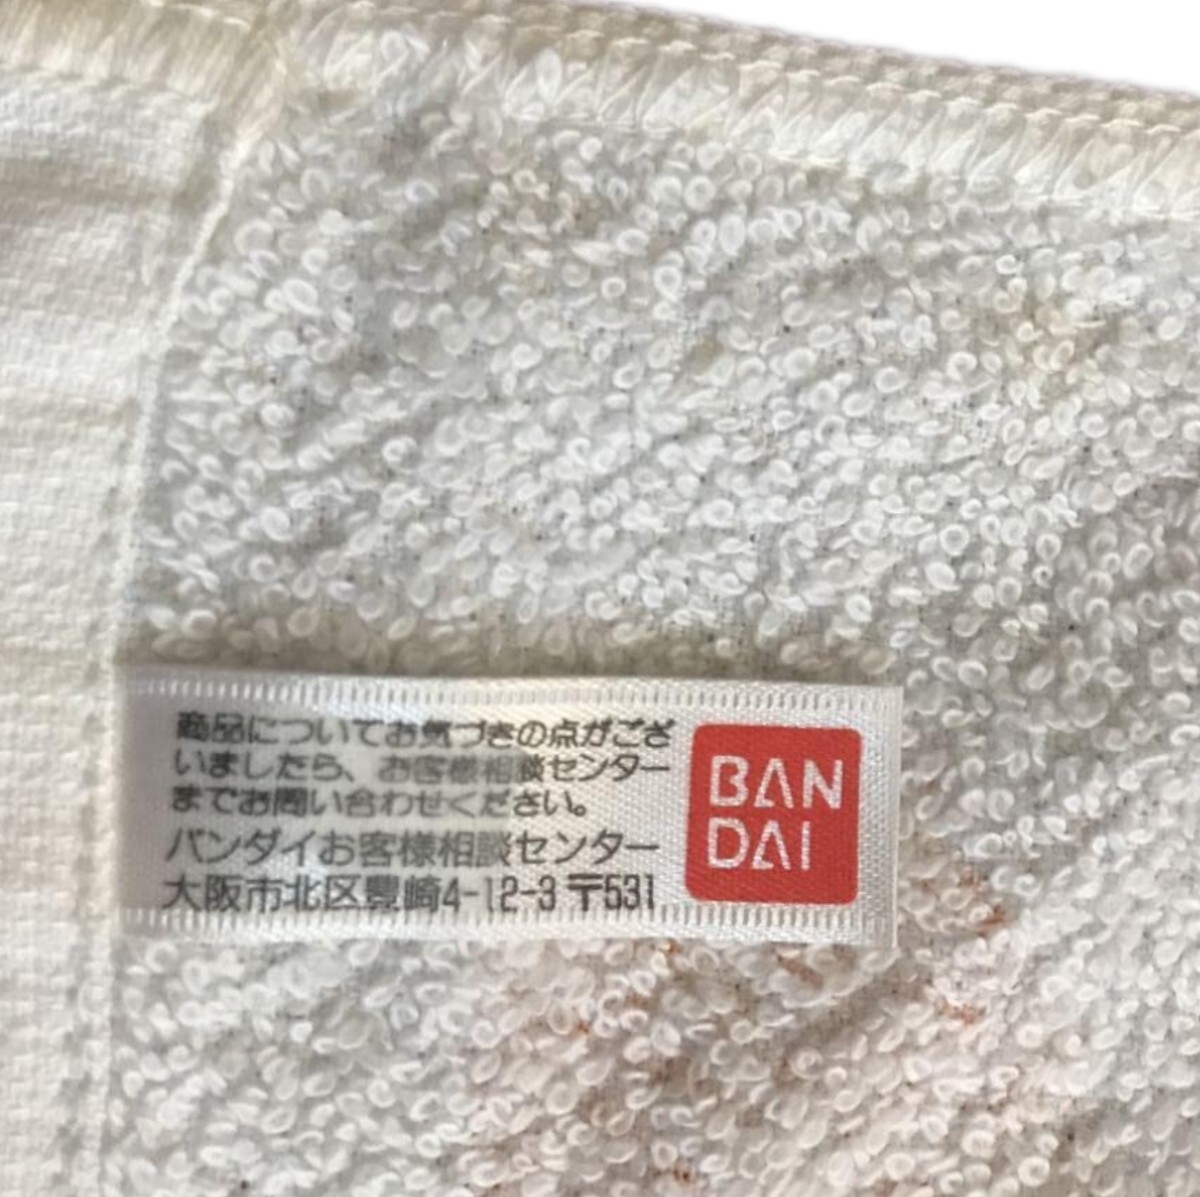 商品についてお気づきの点がござ
いましたら、お客様相談センター
までお問い合わせください。
バンダイお客様相談センター
大阪市北区豊崎4-12-3 〒531
BAN
DAI